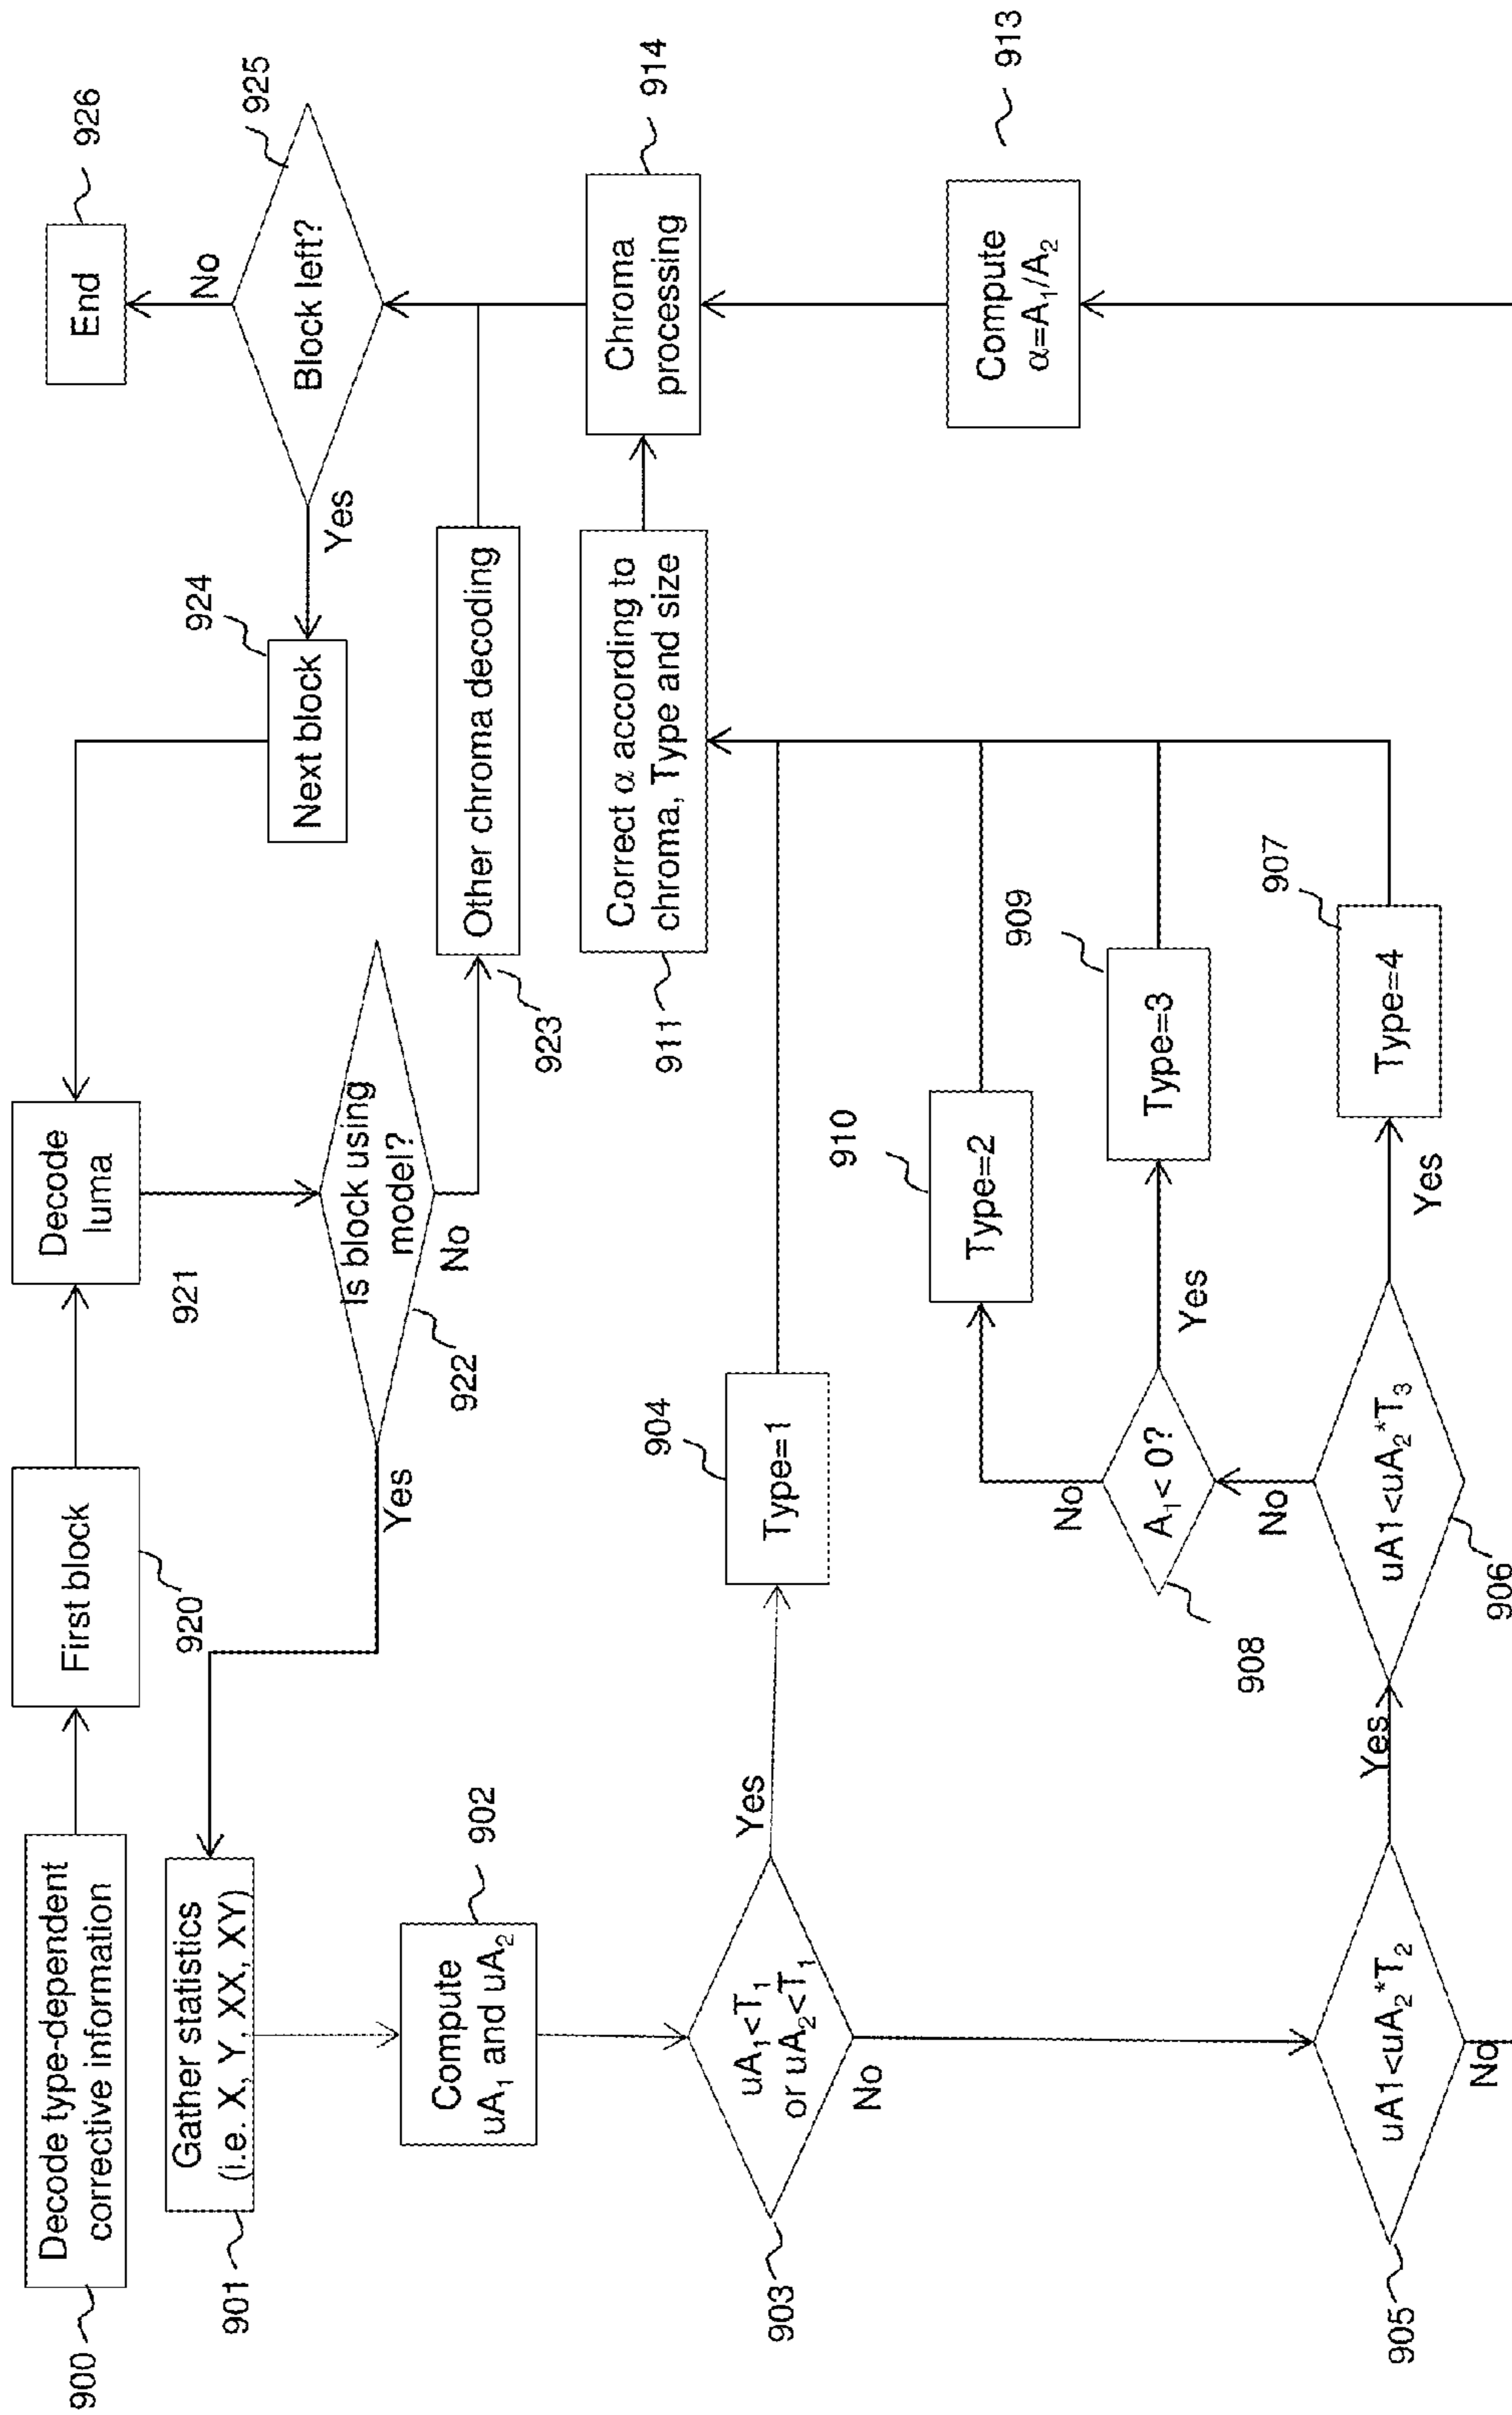 900
Decode type-dependent
corrective information
First block
920
Decode
luma
921
Is block using
model?
922
Yes
No
Other chroma decoding
923
Next block
924
Yes
Block left?
925
No
End
926
901
Gather statistics
(i.e. X, Y, XX, XY)
Compute
uA₁ and uA₂
902
uA₁<T₁
or uA₂<T₁
903
Yes
No
Type=1
904
Correct α according to
chroma, Type and size
911
Chroma
processing
914
Compute
α=A₁/A₂
913
Type=2
910
Type=3
909
A₁ < 0?
908
No
Yes
Type=4
907
uA1<uA₂*T₃
906
No
Yes
uA1<uA₂*T₂
905
Yes
No